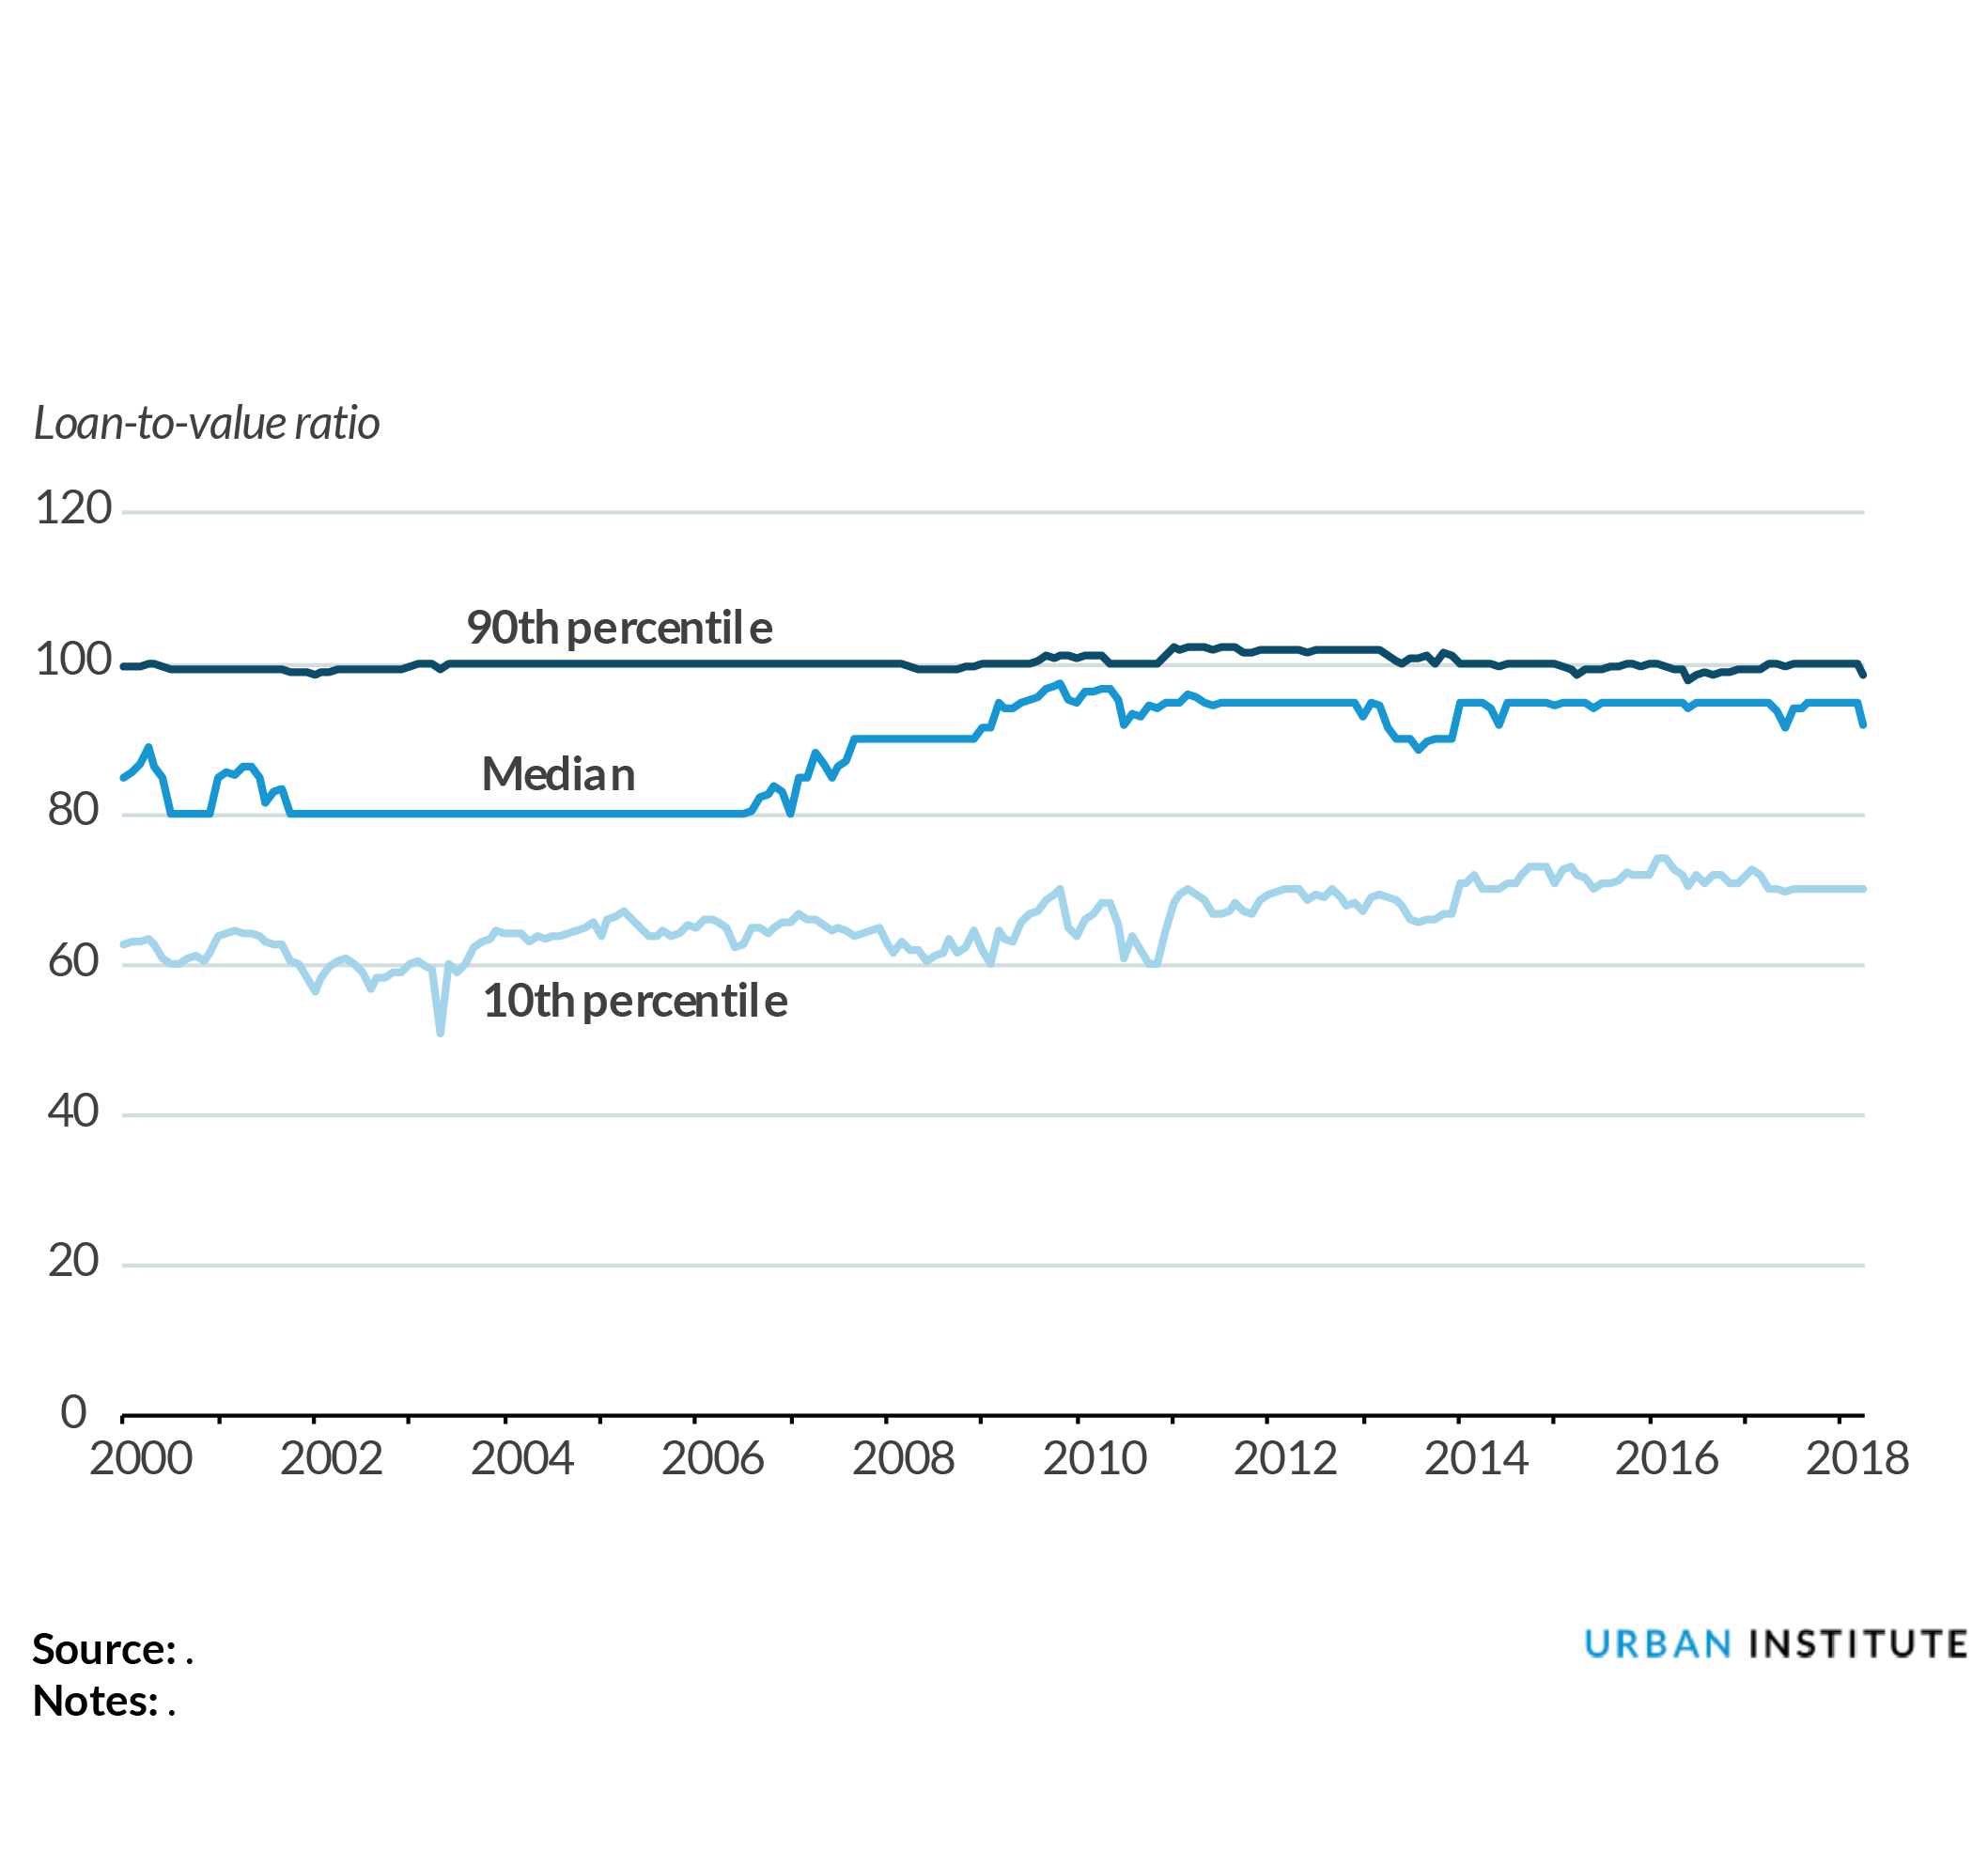 Loan-to-value ratio
120
90th percentile
100
Median
80
60
10th percentile
40
20
0
2000 2002 2004 2006 2008 2010 2012 2014 2016 2018
Source: .
URBAN INSTITUTE
Notes: .